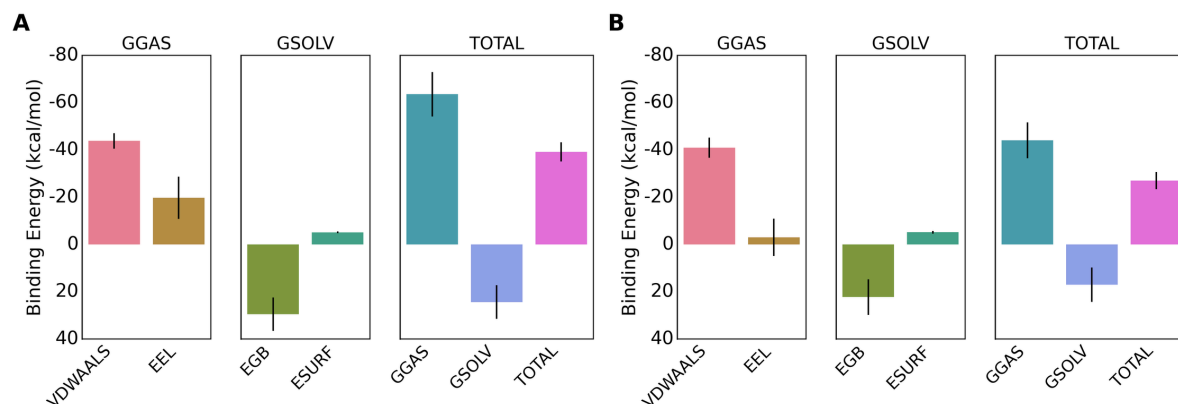 A
GGAS GSOLV TOTAL
Binding Energy (kcal/mol)
-80
-60
-40
-20
0
20
40
VDWAALS EEL EGB ESURF GGAS GSOLV TOTAL
B
GGAS GSOLV TOTAL
Binding Energy (kcal/mol)
-80
-60
-40
-20
0
20
40
VDWAALS EEL EGB ESURF GGAS GSOLV TOTAL